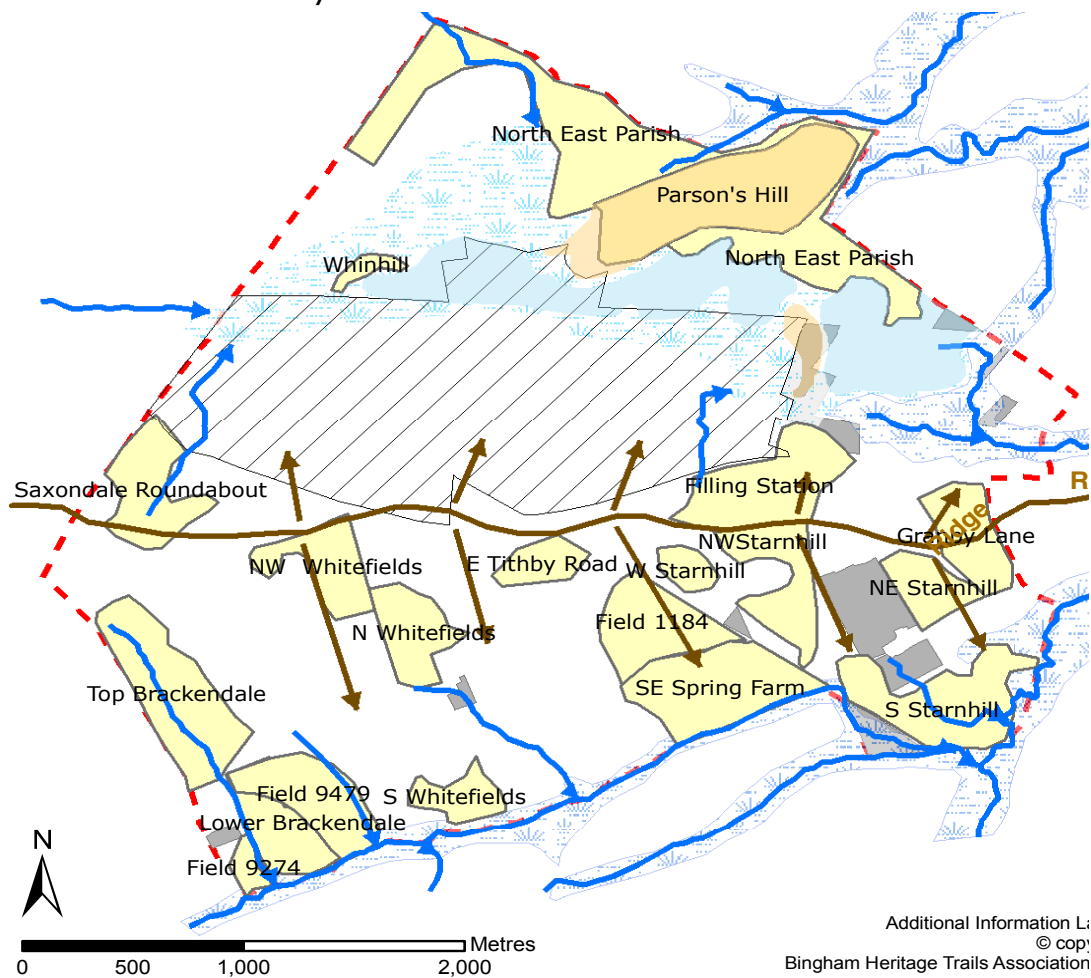 North East Parish
Parson's Hill
North East Parish
Whinhill
Saxondale Roundabout
Filling Station
R
Ridge
Granby Lane
NW Whitefields
E Tithby Road
W Starnhill
NWStarnhill
NE Starnhill
N Whitefields
Field 1184
Top Brackendale
SE Spring Farm
S Starnhill
Field 9479
S Whitefields
Lower Brackendale
Field 9274
N
Metres
0 500 1,000 2,000
Additional Information La
© copy
Bingham Heritage Trails Association